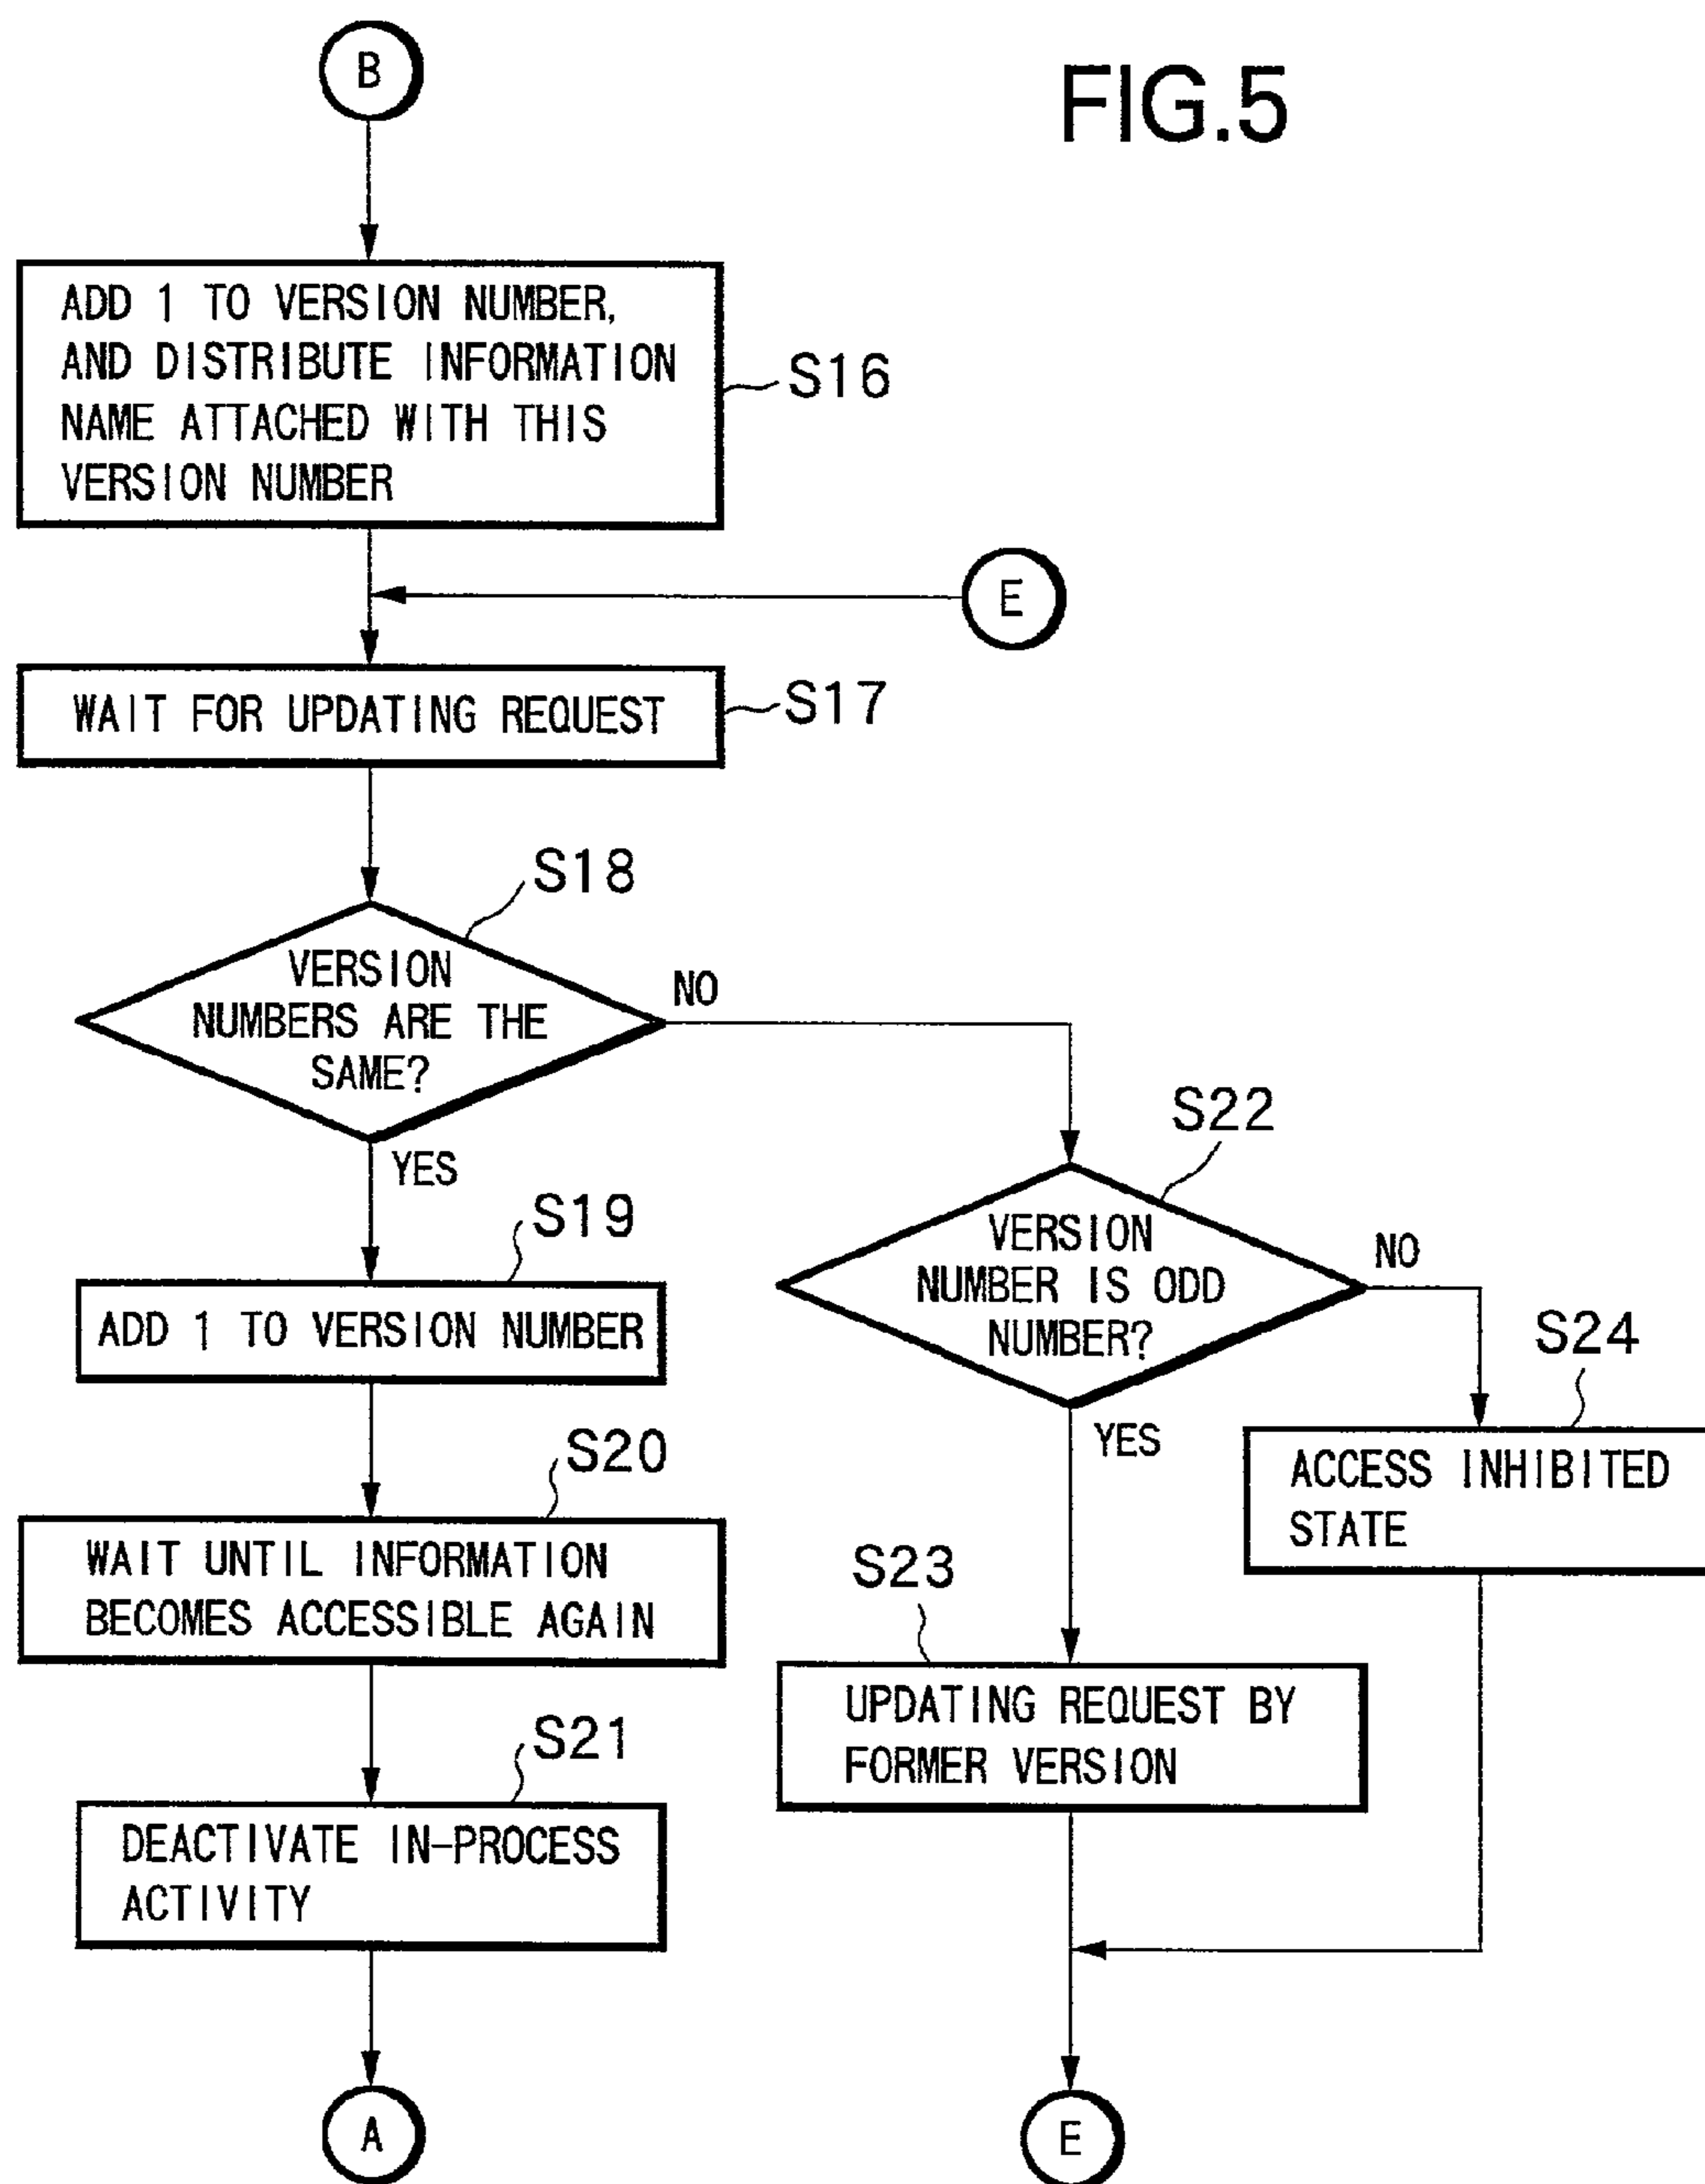 B
FIG.5
ADD 1 TO VERSION NUMBER,
AND DISTRIBUTE INFORMATION
NAME ATTACHED WITH THIS
VERSION NUMBER
S16
E
WAIT FOR UPDATING REQUEST
S17
S18
VERSION
NUMBERS ARE THE
SAME?
NO
YES
S19
ADD 1 TO VERSION NUMBER
S20
WAIT UNTIL INFORMATION
BECOMES ACCESSIBLE AGAIN
S21
DEACTIVATE IN-PROCESS
ACTIVITY
A
S22
VERSION
NUMBER IS ODD
NUMBER?
NO
YES
S24
ACCESS INHIBITED
STATE
S23
UPDATING REQUEST BY
FORMER VERSION
E